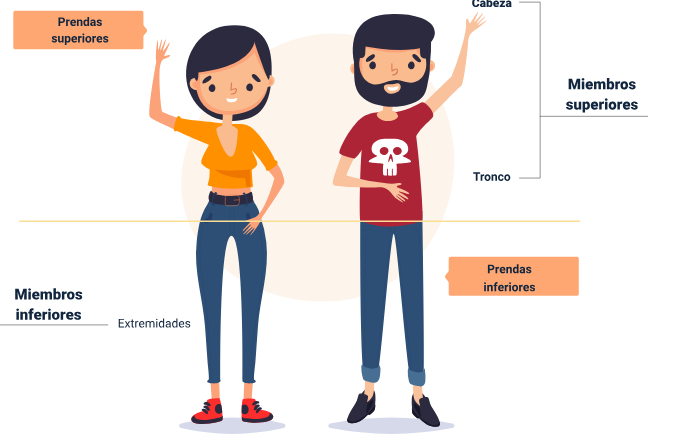 Cabeza
Prendas
superiores
Miembros
superiores
Tronco
Prendas
inferiores
Miembros
inferiores
Extremidades